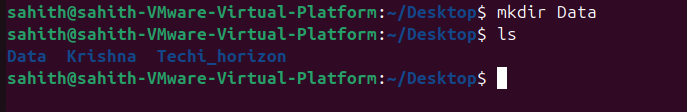 sahith@sahith-VMware-Virtual-Platform:~/Desktop$ mkdir Data
sahith@sahith-VMware-Virtual-Platform:~/Desktop$ ls
Data  Krishna  Techi_horizon
sahith@sahith-VMware-Virtual-Platform:~/Desktop$